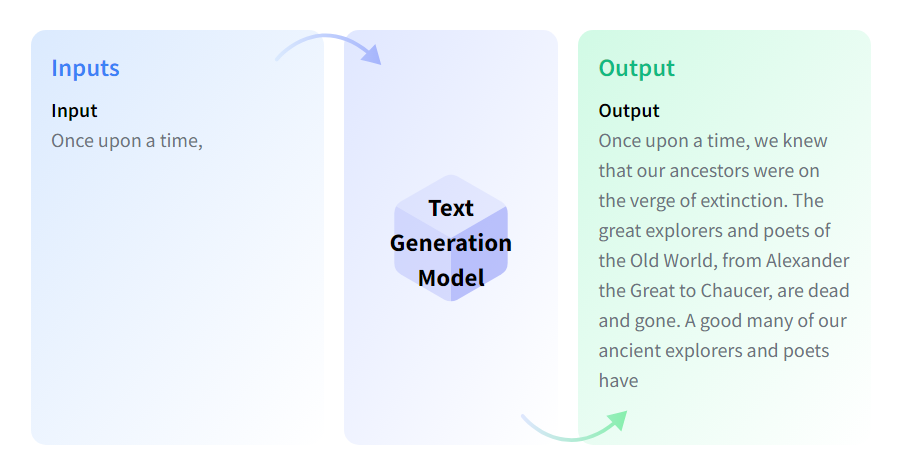 Inputs
Input
Once upon a time,
Text
Generation
Model
Output
Output
Once upon a time, we knew
that our ancestors were on
the verge of extinction. The
great explorers and poets of
the Old World, from Alexander
the Great to Chaucer, are dead
and gone. A good many of our
ancient explorers and poets
have